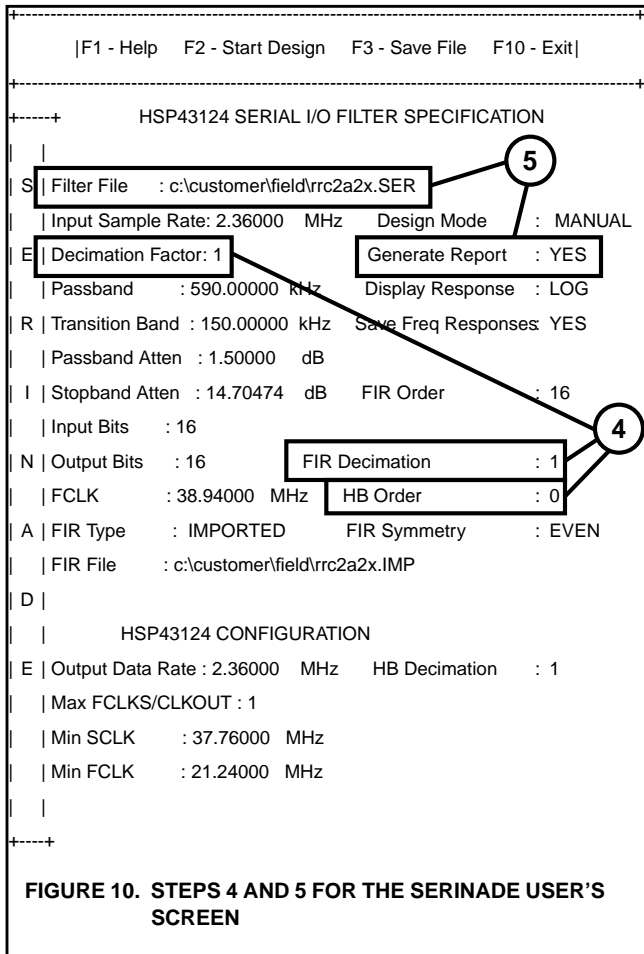 +-----------------------------------------------------------------------------+
|F1 - Help F2 - Start Design F3 - Save File F10 - Exit|
+-----------------------------------------------------------------------------+
+-----+ HSP43124 SERIAL I/O FILTER SPECIFICATION
| |
5
| S | Filter File : c:\customer\field\rrc2a2x.SER
| | Input Sample Rate: 2.36000 MHz Design Mode : MANUAL
| E | Decimation Factor: 1 Generate Report : YES
| | Passband : 590.00000 kHz Display Response : LOG
| R | Transition Band : 150.00000 kHz Save Freq Responses: YES
| | Passband Atten : 1.50000 dB
| I | Stopband Atten : 14.70474 dB FIR Order : 16
| | Input Bits : 16
4
| N | Output Bits : 16 FIR Decimation : 1
| | FCLK : 38.94000 MHz HB Order : 0
| A | FIR Type : IMPORTED FIR Symmetry : EVEN
| | FIR File : c:\customer\field\rrc2a2x.IMP
| D |
| | HSP43124 CONFIGURATION
| E | Output Data Rate : 2.36000 MHz HB Decimation : 1
| | Max FCLKS/CLKOUT : 1
| | Min SCLK : 37.76000 MHz
| | Min FCLK : 21.24000 MHz
| |
+----+
FIGURE 10. STEPS 4 AND 5 FOR THE SERINADE USER'S
SCREEN